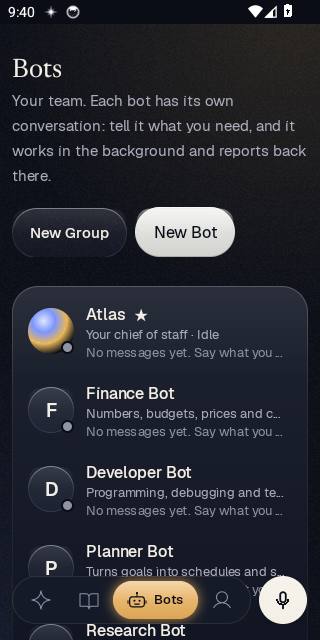 9:40
Bots
Your team. Each bot has its own
conversation: tell it what you need, and it
works in the background and reports back
there.
New Group
New Bot
Atlas ★
Your chief of staff · Idle
No messages yet. Say what you ...
F
Finance Bot
Numbers, budgets, prices and c...
No messages yet. Say what you ...
D
Developer Bot
Programming, debugging and te...
No messages yet. Say what you ...
P
Planner Bot
Turns goals into schedules and s...
Bots
Research Bot